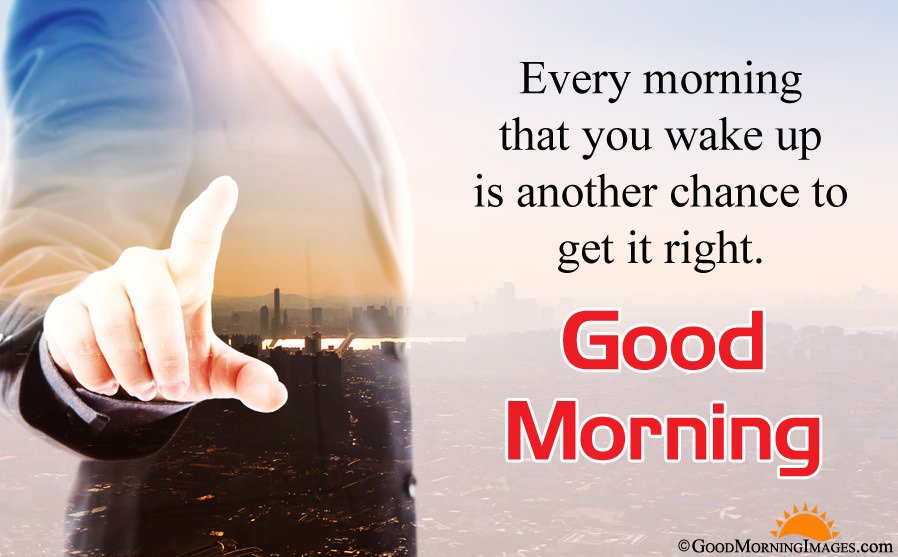 Every morning
that you wake up
is another chance to
get it right.
Good
Morning
©GoodMorningImages.com